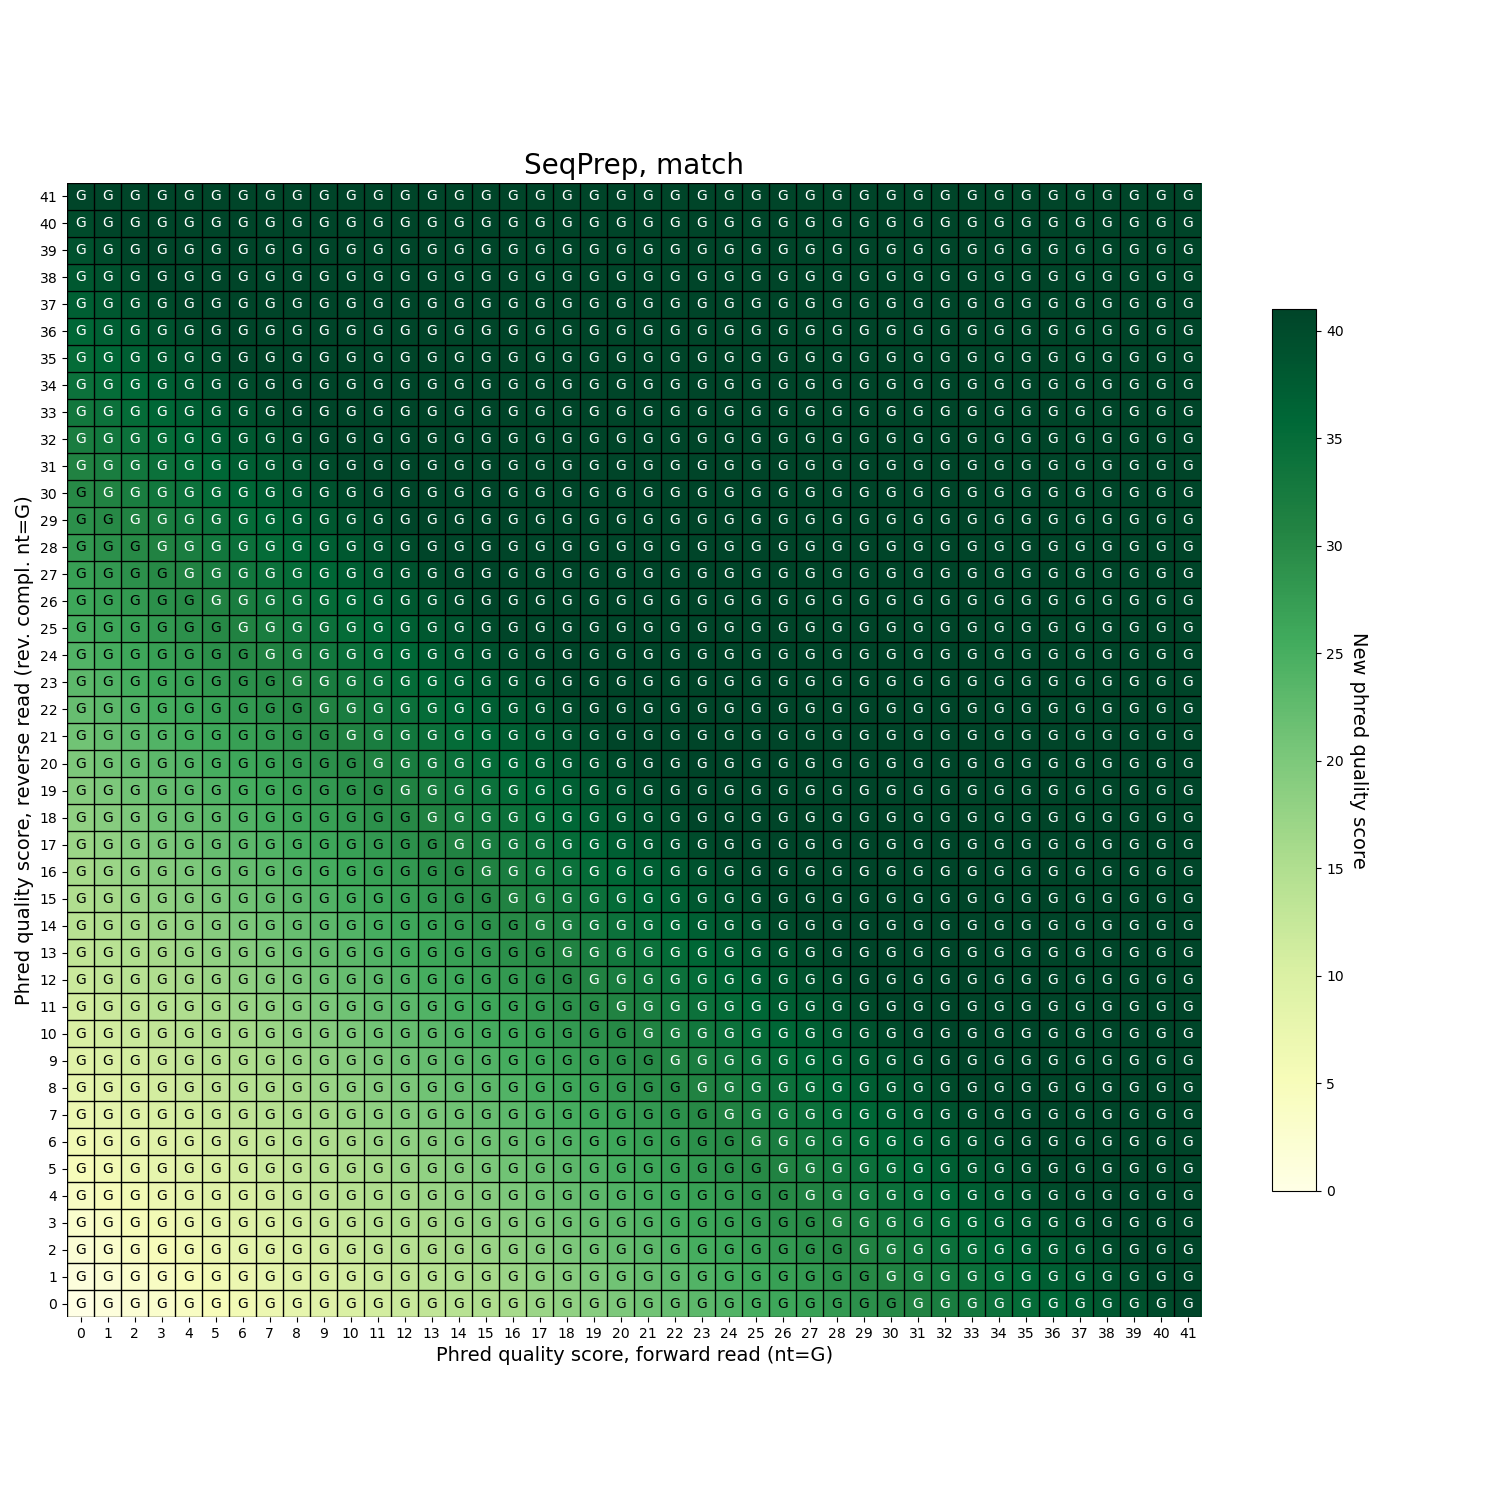 SeqPrep, match
41 G G G G G G G G G G G G G G G G G G G G G G G G G G G G G G G G G G G G G G G G G G
40 G G G G G G G G G G G G G G G G G G G G G G G G G G G G G G G G G G G G G G G G G G
39 G G G G G G G G G G G G G G G G G G G G G G G G G G G G G G G G G G G G G G G G G G
38 G G G G G G G G G G G G G G G G G G G G G G G G G G G G G G G G G G G G G G G G G G
37 G G G G G G G G G G G G G G G G G G G G G G G G G G G G G G G G G G G G G G G G G G
36 G G G G G G G G G G G G G G G G G G G G G G G G G G G G G G G G G G G G G G G G G G
35 G G G G G G G G G G G G G G G G G G G G G G G G G G G G G G G G G G G G G G G G G G
34 G G G G G G G G G G G G G G G G G G G G G G G G G G G G G G G G G G G G G G G G G G
33 G G G G G G G G G G G G G G G G G G G G G G G G G G G G G G G G G G G G G G G G G G
32 G G G G G G G G G G G G G G G G G G G G G G G G G G G G G G G G G G G G G G G G G G
31 G G G G G G G G G G G G G G G G G G G G G G G G G G G G G G G G G G G G G G G G G G
30 G G G G G G G G G G G G G G G G G G G G G G G G G G G G G G G G G G G G G G G G G G
29 G G G G G G G G G G G G G G G G G G G G G G G G G G G G G G G G G G G G G G G G G G
28 G G G G G G G G G G G G G G G G G G G G G G G G G G G G G G G G G G G G G G G G G G
27 G G G G G G G G G G G G G G G G G G G G G G G G G G G G G G G G G G G G G G G G G G
26 G G G G G G G G G G G G G G G G G G G G G G G G G G G G G G G G G G G G G G G G G G
25 G G G G G G G G G G G G G G G G G G G G G G G G G G G G G G G G G G G G G G G G G G
24 G G G G G G G G G G G G G G G G G G G G G G G G G G G G G G G G G G G G G G G G G G
23 G G G G G G G G G G G G G G G G G G G G G G G G G G G G G G G G G G G G G G G G G G
22 G G G G G G G G G G G G G G G G G G G G G G G G G G G G G G G G G G G G G G G G G G
21 G G G G G G G G G G G G G G G G G G G G G G G G G G G G G G G G G G G G G G G G G G
20 G G G G G G G G G G G G G G G G G G G G G G G G G G G G G G G G G G G G G G G G G G
19 G G G G G G G G G G G G G G G G G G G G G G G G G G G G G G G G G G G G G G G G G G
18 G G G G G G G G G G G G G G G G G G G G G G G G G G G G G G G G G G G G G G G G G G
17 G G G G G G G G G G G G G G G G G G G G G G G G G G G G G G G G G G G G G G G G G G
16 G G G G G G G G G G G G G G G G G G G G G G G G G G G G G G G G G G G G G G G G G G
15 G G G G G G G G G G G G G G G G G G G G G G G G G G G G G G G G G G G G G G G G G G
14 G G G G G G G G G G G G G G G G G G G G G G G G G G G G G G G G G G G G G G G G G G
13 G G G G G G G G G G G G G G G G G G G G G G G G G G G G G G G G G G G G G G G G G G
12 G G G G G G G G G G G G G G G G G G G G G G G G G G G G G G G G G G G G G G G G G G
11 G G G G G G G G G G G G G G G G G G G G G G G G G G G G G G G G G G G G G G G G G G
10 G G G G G G G G G G G G G G G G G G G G G G G G G G G G G G G G G G G G G G G G G G
9 G G G G G G G G G G G G G G G G G G G G G G G G G G G G G G G G G G G G G G G G G G
8 G G G G G G G G G G G G G G G G G G G G G G G G G G G G G G G G G G G G G G G G G G
7 G G G G G G G G G G G G G G G G G G G G G G G G G G G G G G G G G G G G G G G G G G
6 G G G G G G G G G G G G G G G G G G G G G G G G G G G G G G G G G G G G G G G G G G
5 G G G G G G G G G G G G G G G G G G G G G G G G G G G G G G G G G G G G G G G G G G
4 G G G G G G G G G G G G G G G G G G G G G G G G G G G G G G G G G G G G G G G G G G
3 G G G G G G G G G G G G G G G G G G G G G G G G G G G G G G G G G G G G G G G G G G
2 G G G G G G G G G G G G G G G G G G G G G G G G G G G G G G G G G G G G G G G G G G
1 G G G G G G G G G G G G G G G G G G G G G G G G G G G G G G G G G G G G G G G G G G
0 G G G G G G G G G G G G G G G G G G G G G G G G G G G G G G G G G G G G G G G G G G
0 1 2 3 4 5 6 7 8 9 10 11 12 13 14 15 16 17 18 19 20 21 22 23 24 25 26 27 28 29 30 31 32 33 34 35 36 37 38 39 40 41
Phred quality score, forward read (nt=G)
Phred quality score, reverse read (rev. compl. nt=G)
40
35
30
25
20
15
10
5
0
New phred quality score